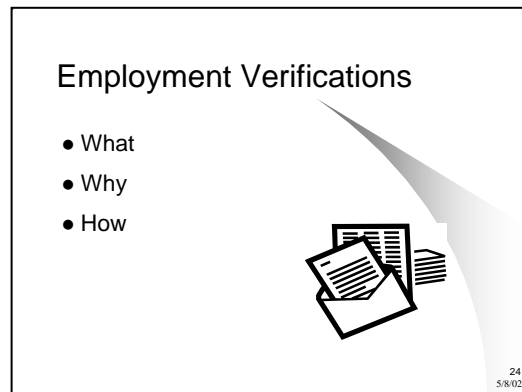 Employment Verifications
● What
● Why
● How
24
5/8/02